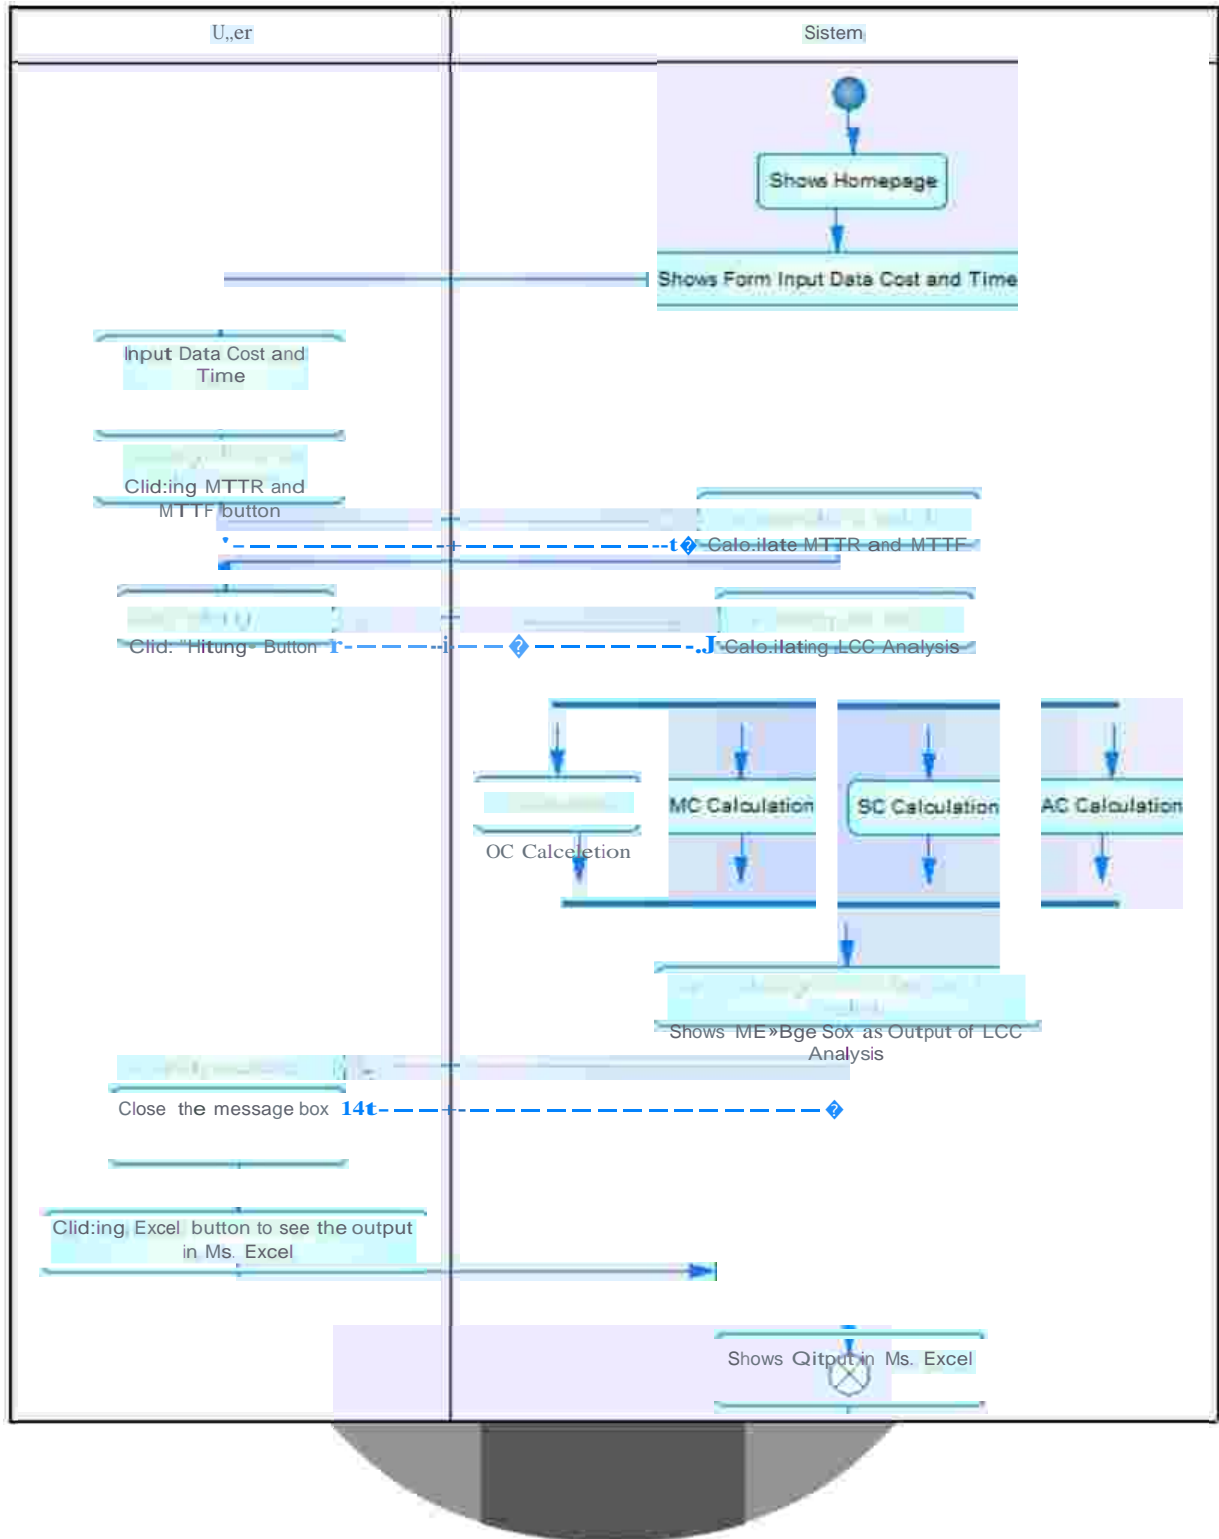 U,,er
Sistem
Shows Homepage
Shows Form Input Data Cost and Time
Input Data Cost and
Time
Clid:ing MTTR and
MTTF button
Calo.ilate MTTR and MTTF
Clid: "Hitung- Button
Calo.ilating LCC Analysis
MC Calculation
SC Calculation
AC Calculation
OC Calceletion
Shows ME»Bge Sox as Output of LCC
Analysis
Close the message box
Clid:ing Excel button to see the output
in Ms. Excel
Shows Qitput in Ms. Excel